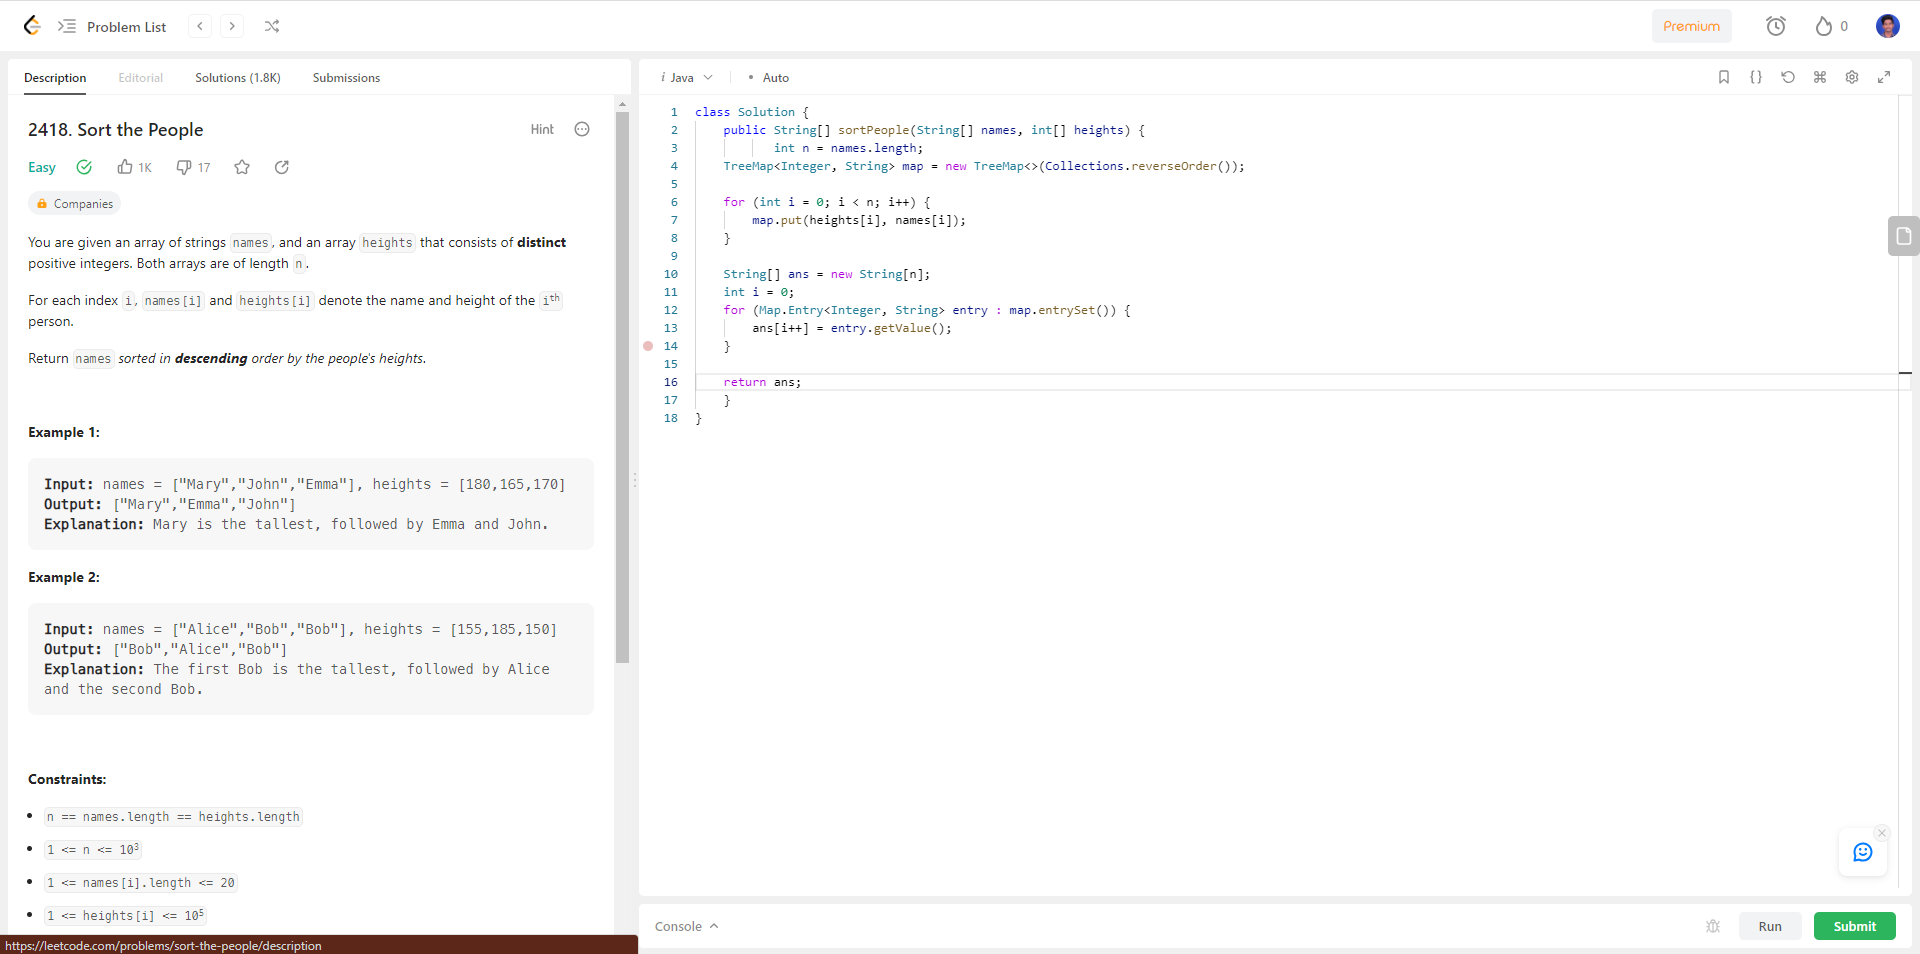 Problem List
Premium
0
Description Editorial Solutions (1.8K) Submissions
2418. Sort the People
Hint
Easy 1K 17
Companies
You are given an array of strings names, and an array heights that consists of distinct
positive integers. Both arrays are of length n.
For each index i, names[i] and heights[i] denote the name and height of the ith
person.
Return names sorted in descending order by the people's heights.
Example 1:
Input: names = ["Mary","John","Emma"], heights = [180,165,170]
Output: ["Mary","Emma","John"]
Explanation: Mary is the tallest, followed by Emma and John.
Example 2:
Input: names = ["Alice","Bob","Bob"], heights = [155,185,150]
Output: ["Bob","Alice","Bob"]
Explanation: The first Bob is the tallest, followed by Alice
and the second Bob.
Constraints:
n == names.length == heights.length
1 <= n <= 10³
1 <= names[i].length <= 20
1 <= heights[i] <= 10⁵
https://leetcode.com/problems/sort-the-people/description
i Java • Auto
1 class Solution {
2 public String[] sortPeople(String[] names, int[] heights) {
3 int n = names.length;
4 TreeMap<Integer, String> map = new TreeMap<>(Collections.reverseOrder());
5
6 for (int i = 0; i < n; i++) {
7 map.put(heights[i], names[i]);
8 }
9
10 String[] ans = new String[n];
11 int i = 0;
12 for (Map.Entry<Integer, String> entry : map.entrySet()) {
13 ans[i++] = entry.getValue();
14 }
15
16 return ans;
17 }
18 }
Console
Run
Submit